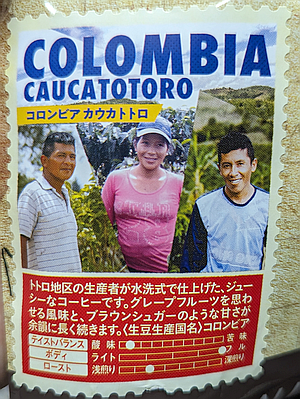 COLOMBIA
CAUCATOTORO
コロンビア カウカトトロ
トトロ地区の生産者が水洗式で仕上げた、ジュー
シーなコーヒーです。グレープフルーツを思わ
せる風味と、ブラウンシュガーのような甘さが
余韻に長く続きます。〈生豆生産国名〉コロンビア
テイストバランス 酸味 苦味
ボディ ライト フル
ロースト 浅煎り 深煎り